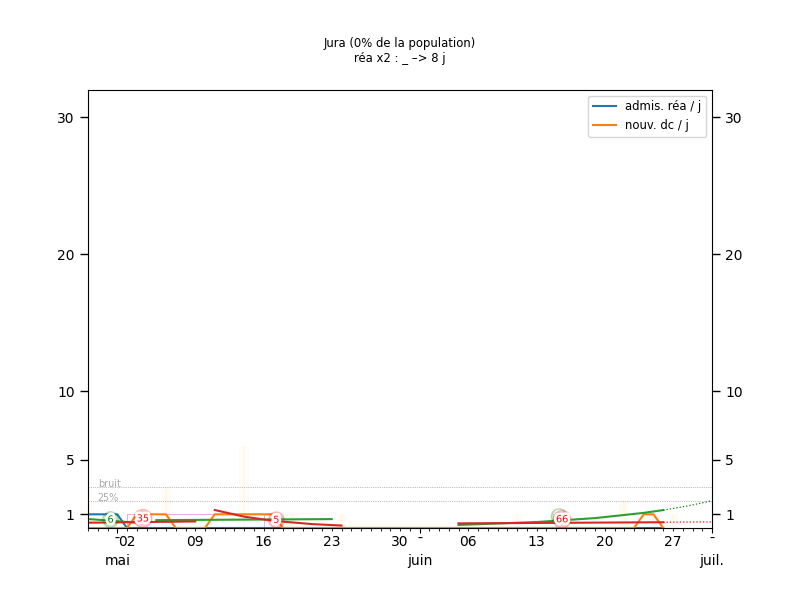 Jura (0% de la population)
réa x2 : _ –> 8 j
admis. réa / j
nouv. dc / j
30 30
20 20
10 10
5 5
bruit
25%
1 1
6 35 5 66
- 02 09 16 23 30 - 06 13 20 27 -
mai juin juil.